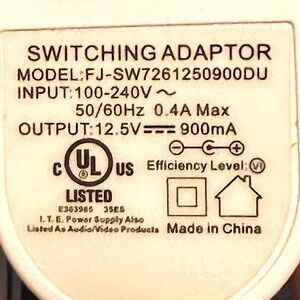 SWITCHING ADAPTOR
MODEL:FJ-SW7261250900DU
INPUT:100-240V～
50/60Hz 0.4A Max
OUTPUT:12.5V⎓900mA
Efficiency Level:VI
C UL US
LISTED
E363985 35ES
I.T.E. Power Supply Also
Listed As Audio/Video Products
Made in China